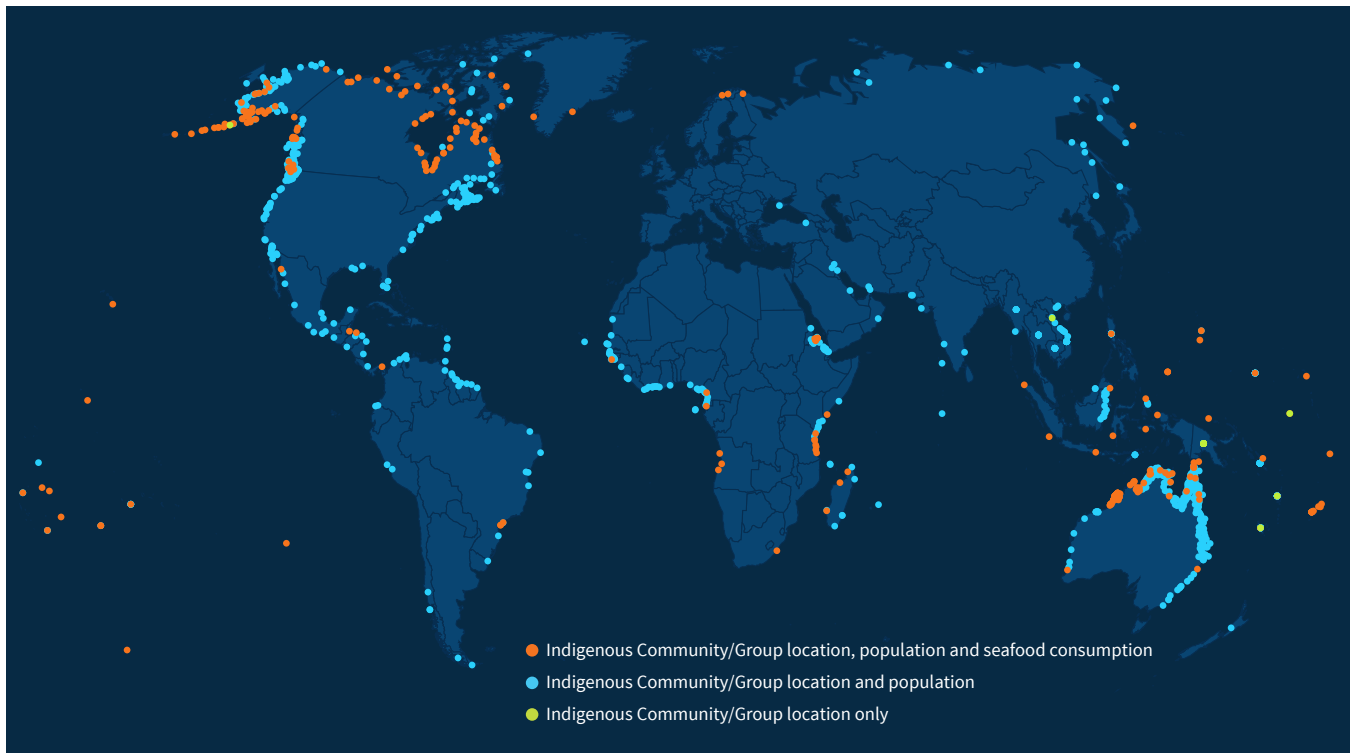 Indigenous Community/Group location, population and seafood consumption
Indigenous Community/Group location and population
Indigenous Community/Group location only